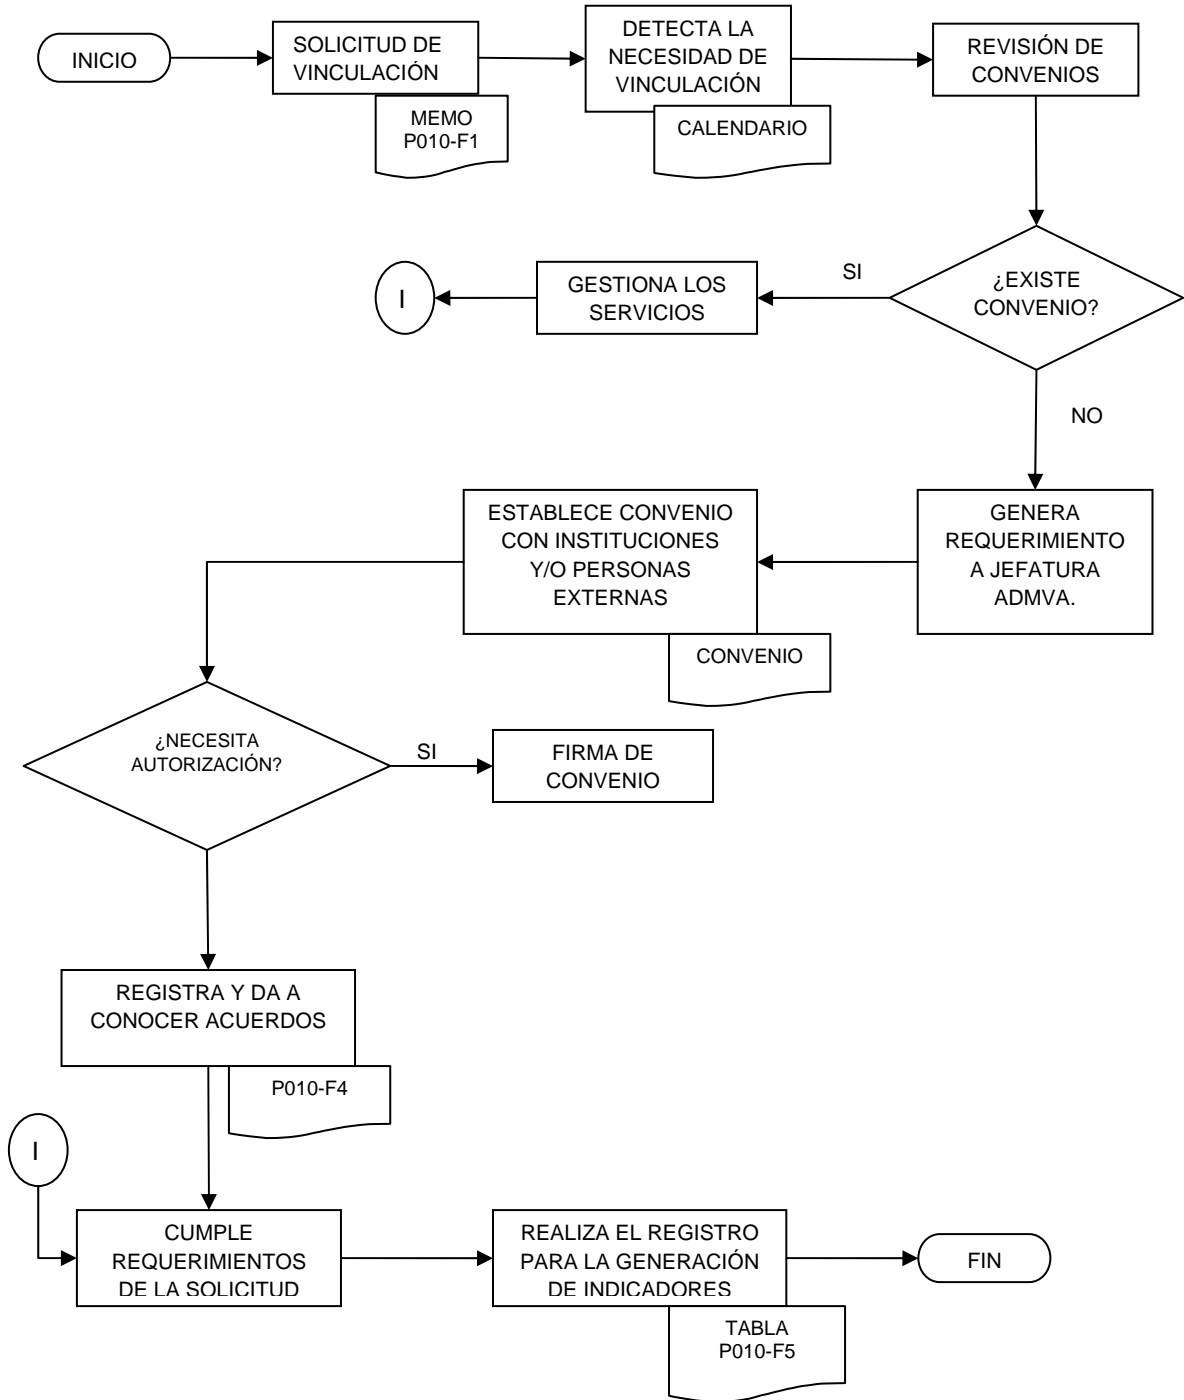 INICIO
SOLICITUD DE
VINCULACIÓN
MEMO
P010-F1
DETECTA LA
NECESIDAD DE
VINCULACIÓN
CALENDARIO
REVISIÓN DE
CONVENIOS
¿EXISTE
CONVENIO?
SI
GESTIONA LOS
SERVICIOS
I
NO
GENERA
REQUERIMIENTO
A JEFATURA
ADMVA.
ESTABLECE CONVENIO
CON INSTITUCIONES
Y/O PERSONAS
EXTERNAS
CONVENIO
¿NECESITA
AUTORIZACIÓN?
SI
FIRMA DE
CONVENIO
REGISTRA Y DA A
CONOCER ACUERDOS
P010-F4
I
CUMPLE
REQUERIMIENTOS
DE LA SOLICITUD
REALIZA EL REGISTRO
PARA LA GENERACIÓN
DE INDICADORES
TABLA
P010-F5
FIN